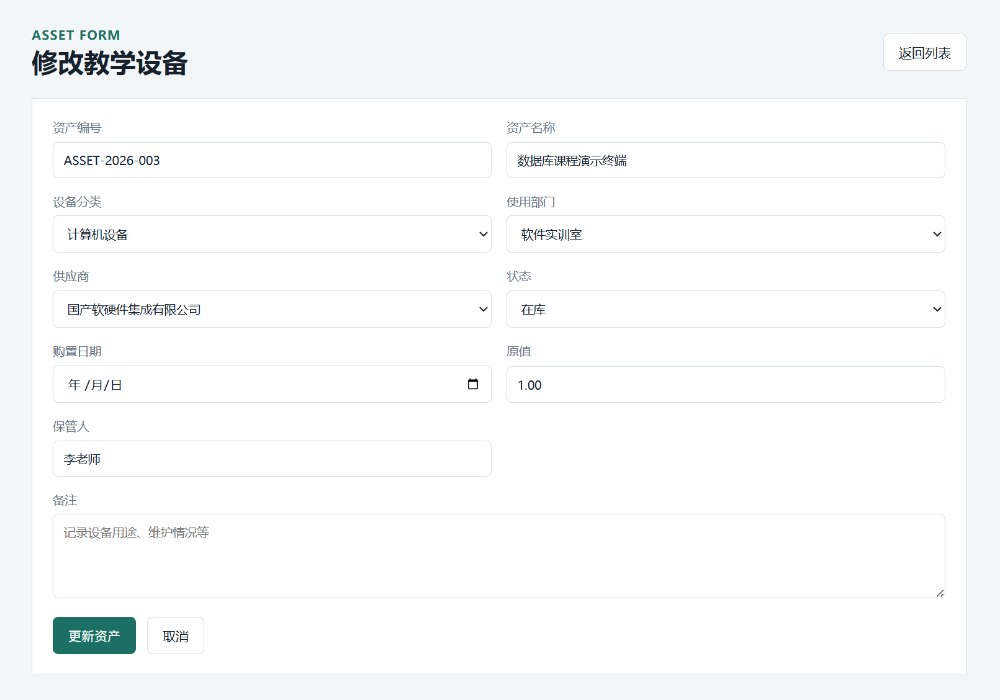 ASSET FORM
修改教学设备
返回列表
资产编号
资产名称
ASSET-2026-003
数据库课程演示终端
设备分类
使用部门
计算机设备
软件实训室
供应商
状态
国产软硬件集成有限公司
在库
购置日期
原值
年 /月/日
1.00
保管人
李老师
备注
记录设备用途、维护情况等
更新资产
取消